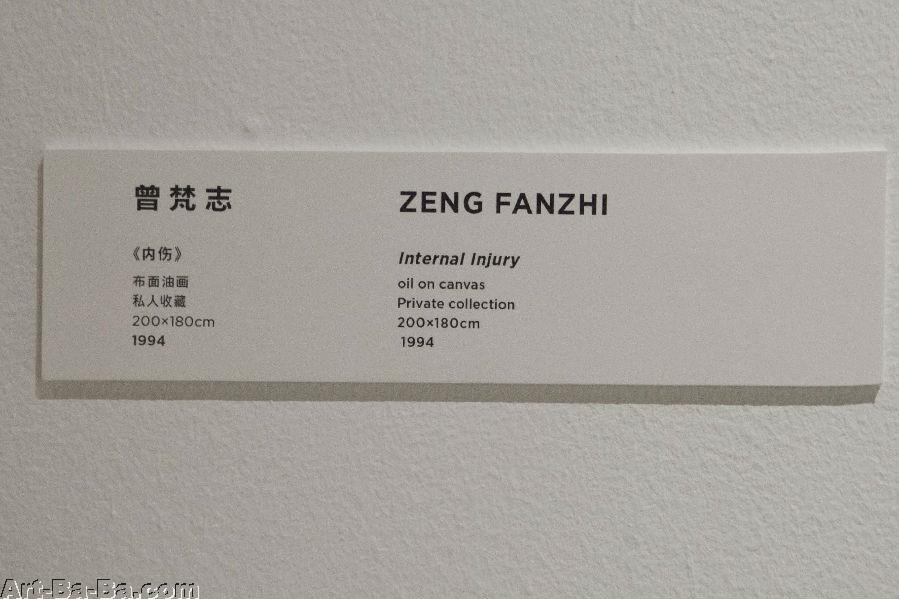 曾梵志
《内伤》
布面油画
私人收藏
200×180cm
1994
ZENG FANZHI
Internal Injury
oil on canvas
Private collection
200×180cm
1994
Art-Ba-Ba.com